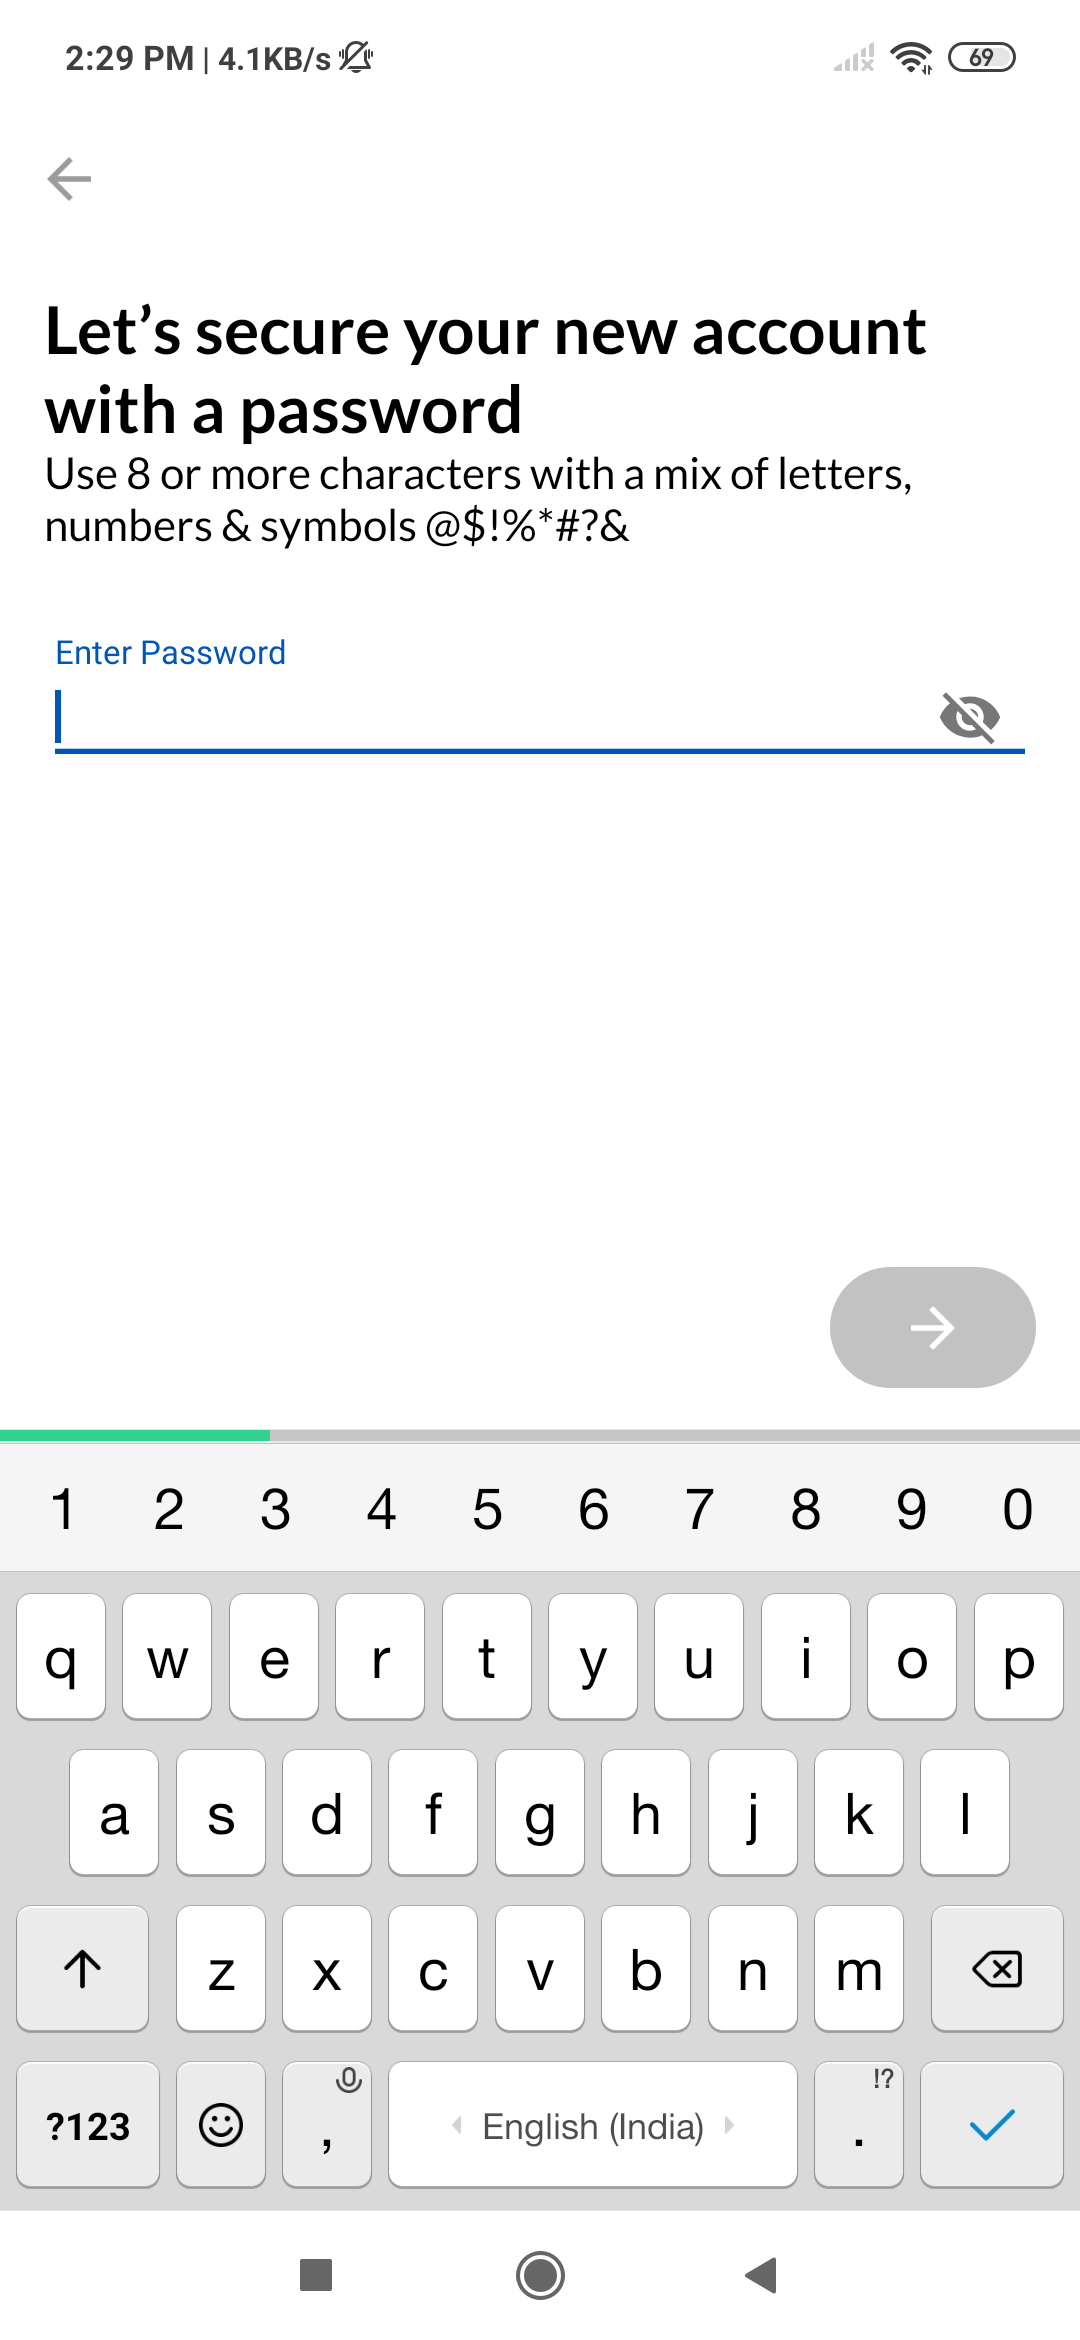 2:29 PM | 4.1KB/s
69
Let’s secure your new account
with a password
Use 8 or more characters with a mix of letters,
numbers & symbols @$!%*#?&
Enter Password
1 2 3 4 5 6 7 8 9 0
q w e r t y u i o p
a s d f g h j k l
z x c v b n m
?123 , English (India) !? .